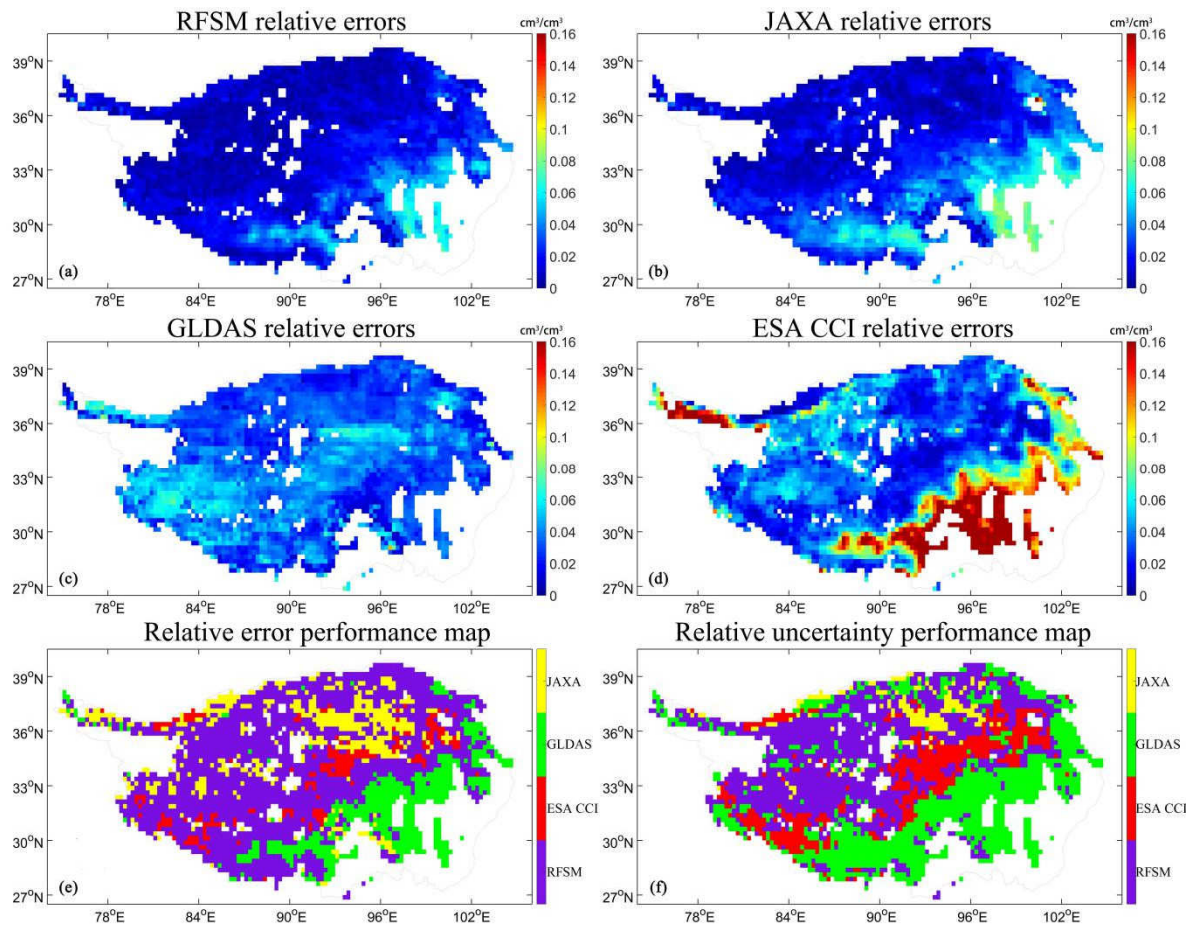 RFSM relative errors
cm³/cm³
39°N
36°N
33°N
30°N
27°N
78°E 84°E 90°E 96°E 102°E
0.16
0.14
0.12
0.1
0.08
0.06
0.04
0.02
0
(a)
JAXA relative errors
cm³/cm³
39°N
36°N
33°N
30°N
27°N
78°E 84°E 90°E 96°E 102°E
0.16
0.14
0.12
0.1
0.08
0.06
0.04
0.02
0
(b)
GLDAS relative errors
cm³/cm³
39°N
36°N
33°N
30°N
27°N
78°E 84°E 90°E 96°E 102°E
0.16
0.14
0.12
0.1
0.08
0.06
0.04
0.02
0
(c)
ESA CCI relative errors
cm³/cm³
39°N
36°N
33°N
30°N
27°N
78°E 84°E 90°E 96°E 102°E
0.16
0.14
0.12
0.1
0.08
0.06
0.04
0.02
0
(d)
Relative error performance map
39°N
36°N
33°N
30°N
27°N
78°E 84°E 90°E 96°E 102°E
JAXA
GLDAS
ESA CCI
RFSM
(e)
Relative uncertainty performance map
39°N
36°N
33°N
30°N
27°N
78°E 84°E 90°E 96°E 102°E
JAXA
GLDAS
ESA CCI
RFSM
(f)